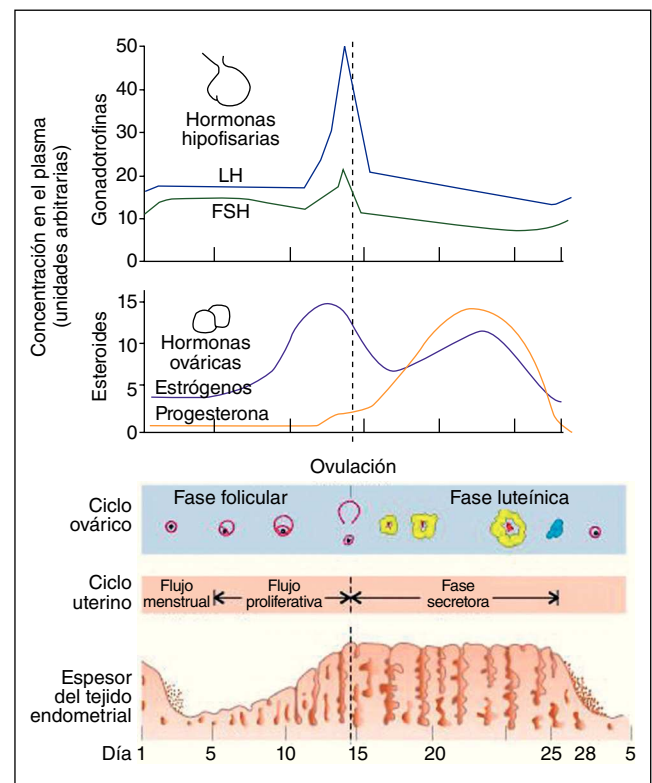 Concentración en el plasma
(unidades arbitrarias)
Gonadotrofinas
50
40
30
20
10
0
Hormonas
hipofisarias
LH
FSH
Esteroides
15
10
5
0
Hormonas
ováricas
Estrógenos
Progesterona
Ovulación
Ciclo
ovárico
Fase folicular
Fase luteínica
Ciclo
uterino
Flujo
menstrual
Flujo
proliferativa
Fase
secretora
Espesor
del tejido
endometrial
Día 1 5 10 15 20 25 28 5